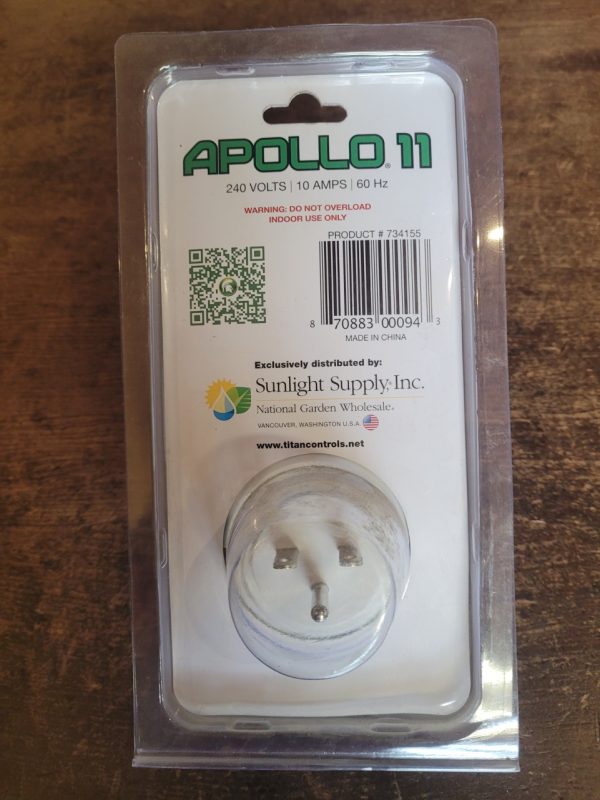 APOLLO® 11
240 VOLTS | 10 AMPS | 60 Hz
WARNING: DO NOT OVERLOAD
INDOOR USE ONLY
PRODUCT # 734155
8 70883 00094 3
MADE IN CHINA
Exclusively distributed by:
Sunlight Supply, Inc.
National Garden Wholesale®
VANCOUVER, WASHINGTON U.S.A.
www.titancontrols.net